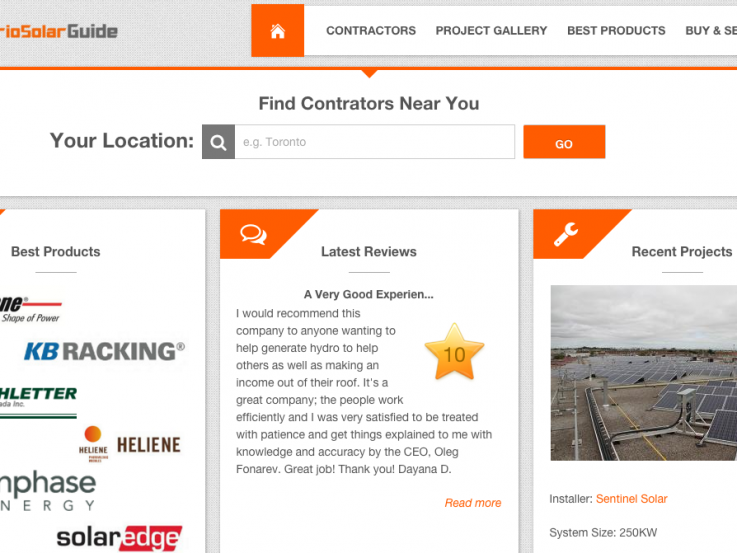 rioSolarGuide
CONTRACTORS PROJECT GALLERY BEST PRODUCTS BUY & SE
Find Contrators Near You
Your Location: e.g. Toronto GO
Best Products
ne®
Shape of Power
KB RACKING®
HLETTER
ada Inc.
HELIENE HELIENE
nphase
NERGY
solaredge
Latest Reviews
A Very Good Experien...
I would recommend this
company to anyone wanting to
help generate hydro to help
others as well as making an
income out of their roof. It's a
great company; the people work
efficiently and I was very satisfied to be treated
with patience and get things explained to me with
knowledge and accuracy by the CEO, Oleg
Fonarev. Great job! Thank you! Dayana D.
10
Read more
Recent Projects
Installer: Sentinel Solar
System Size: 250KW